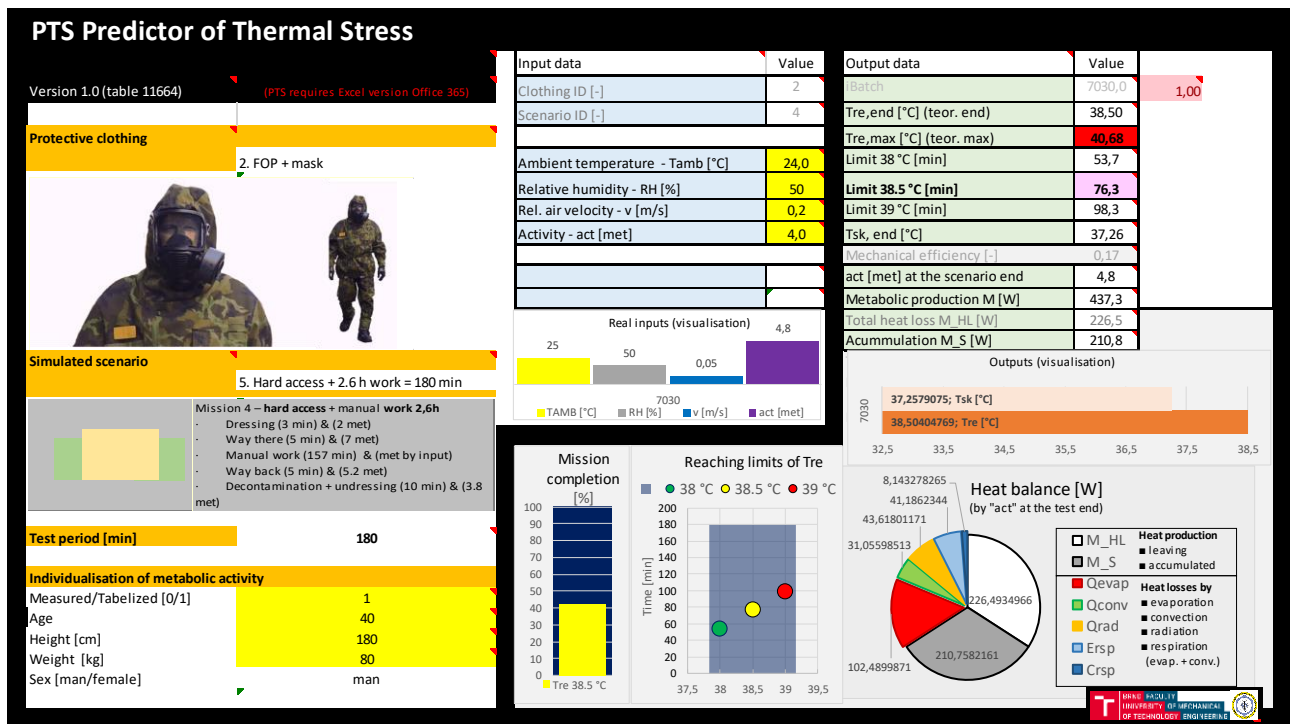 PTS Predictor of Thermal Stress
Version 1.0 (table 11664)
(PTS requires Excel version Office 365)
Protective clothing
2. FOP + mask
Simulated scenario
5. Hard access + 2.6 h work = 180 min
Mission 4 – hard access + manual work 2,6h
· Dressing (3 min) & (2 met)
· Way there (5 min) & (7 met)
· Manual work (157 min) & (met by input)
· Way back (5 min) & (5.2 met)
· Decontamination + undressing (10 min) & (3.8
met)
Test period [min] 180
Individualisation of metabolic activity
Measured/Tabelized [0/1] 1
Age 40
Height [cm] 180
Weight [kg] 80
Sex [man/female] man
Input data Value
Clothing ID [-] 2
Scenario ID [-] 4
Ambient temperature - Tamb [°C] 24,0
Relative humidity - RH [%] 50
Rel. air velocity - v [m/s] 0,2
Activity - act [met] 4,0
Real inputs (visualisation)
25 50 0,05 4,8
7030
TAMB [°C] RH [%] v [m/s] act [met]
Output data Value
iBatch 7030,0 1,00
Tre,end [°C] (teor. end) 38,50
Tre,max [°C] (teor. max) 40,68
Limit 38 °C [min] 53,7
Limit 38.5 °C [min] 76,3
Limit 39 °C [min] 98,3
Tsk, end [°C] 37,26
Mechanical efficiency [-] 0,17
act [met] at the scenario end 4,8
Metabolic production M [W] 437,3
Total heat loss M_HL [W] 226,5
Acummulation M_S [W] 210,8
Outputs (visualisation)
7030
37,2579075; Tsk [°C]
38,50404769; Tre [°C]
32,5 33,5 34,5 35,5 36,5 37,5 38,5
Mission
completion
[%]
100
90
80
70
60
50
40
30
20
10
0
Tre 38.5 °C
Reaching limits of Tre
38 °C 38.5 °C 39 °C
Time [min]
200
180
160
140
120
100
80
60
40
20
0
37,5 38 38,5 39 39,5
Heat balance [W]
(by "act" at the test end)
8,143278265
41,1862344
43,61801171
31,05598513
102,4899871
226,4934966
210,7582161
M_HL
M_S
Qevap
Qconv
Qrad
Ersp
Crsp
Heat production
■ leaving
■ accumulated
Heat losses by
■ evaporation
■ convection
■ radiation
■ respiration
(evap. + conv.)
BRNO FACULTY
UNIVERSITY OF MECHANICAL
OF TECHNOLOGY ENGINEERING